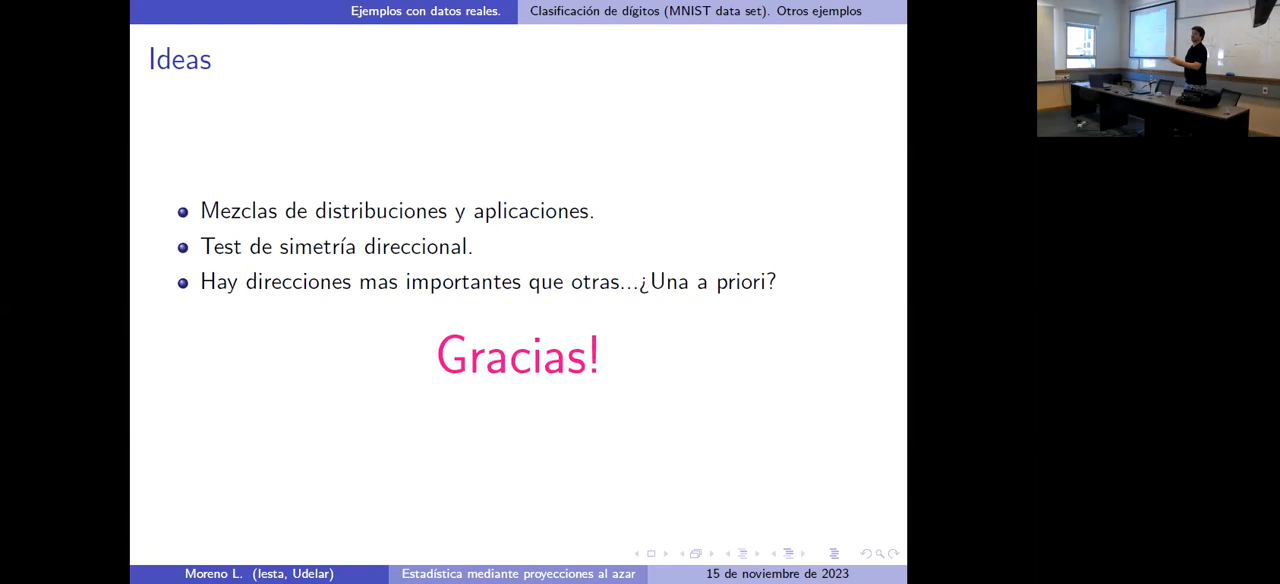 Ejemplos con datos reales. Clasificación de dígitos (MNIST data set). Otros ejemplos
Ideas
Mezclas de distribuciones y aplicaciones.
Test de simetría direccional.
Hay direcciones mas importantes que otras...¿Una a priori?
Gracias!
Moreno L. (Iesta, Udelar) Estadística mediante proyecciones al azar 15 de noviembre de 2023